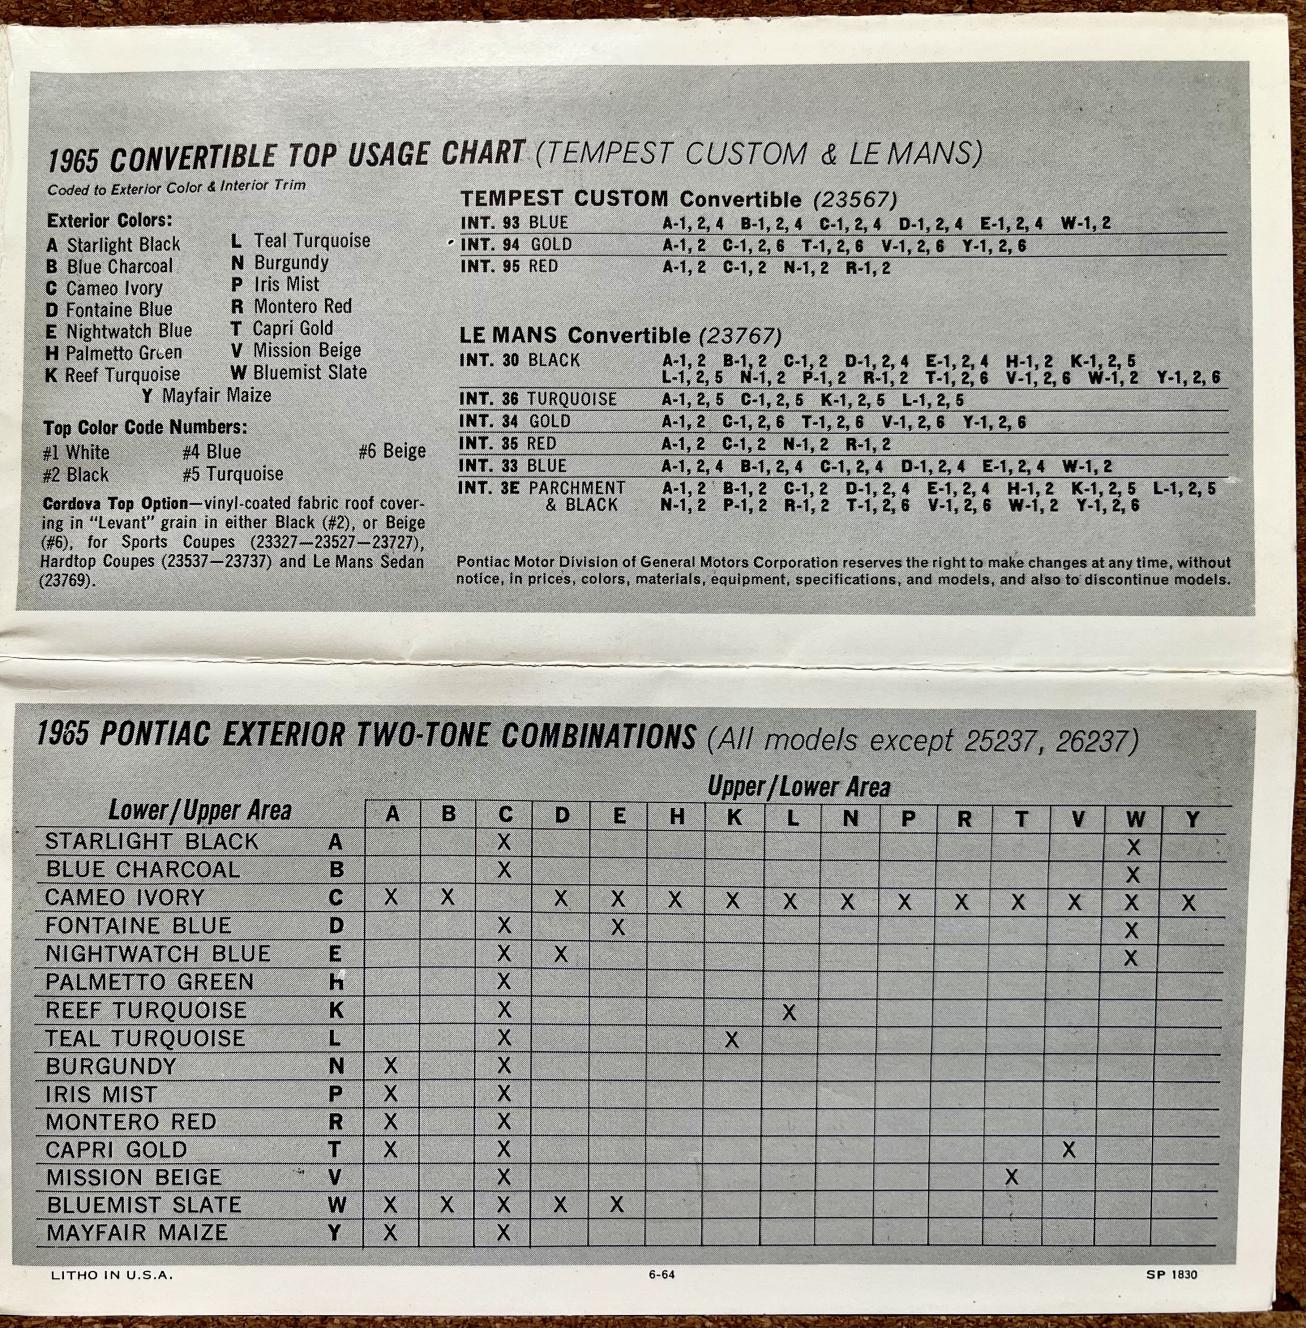 1965 CONVERTIBLE TOP USAGE CHART (TEMPEST CUSTOM & LE MANS)
Coded to Exterior Color & Interior Trim
Exterior Colors:
A Starlight Black
B Blue Charcoal
C Cameo Ivory
D Fontaine Blue
E Nightwatch Blue
H Palmetto Green
K Reef Turquoise
L Teal Turquoise
N Burgundy
P Iris Mist
R Montero Red
T Capri Gold
V Mission Beige
W Bluemist Slate
Y Mayfair Maize
Top Color Code Numbers:
#1 White #4 Blue #6 Beige
#2 Black #5 Turquoise
Cordova Top Option—vinyl-coated fabric roof cover-
ing in “Levant” grain in either Black (#2), or Beige
(#6), for Sports Coupes (23327—23527—23727),
Hardtop Coupes (23537—23737) and Le Mans Sedan
(23769).
TEMPEST CUSTOM Convertible (23567)
INT. 93 BLUE A-1, 2, 4 B-1, 2, 4 C-1, 2, 4 D-1, 2, 4 E-1, 2, 4 W-1, 2
INT. 94 GOLD A-1, 2 C-1, 2, 6 T-1, 2, 6 V-1, 2, 6 Y-1, 2, 6
INT. 95 RED A-1, 2 C-1, 2 N-1, 2 R-1, 2
LE MANS Convertible (23767)
INT. 30 BLACK A-1, 2 B-1, 2 C-1, 2 D-1, 2, 4 E-1, 2, 4 H-1, 2 K-1, 2, 5
L-1, 2, 5 N-1, 2 P-1, 2 R-1, 2 T-1, 2, 6 V-1, 2, 6 W-1, 2 Y-1, 2, 6
INT. 36 TURQUOISE A-1, 2, 5 C-1, 2, 5 K-1, 2, 5 L-1, 2, 5
INT. 34 GOLD A-1, 2 C-1, 2, 6 T-1, 2, 6 V-1, 2, 6 Y-1, 2, 6
INT. 35 RED A-1, 2 C-1, 2 N-1, 2 R-1, 2
INT. 33 BLUE A-1, 2, 4 B-1, 2, 4 C-1, 2, 4 D-1, 2, 4 E-1, 2, 4 W-1, 2
INT. 3E PARCHMENT A-1, 2 B-1, 2 C-1, 2 D-1, 2, 4 E-1, 2, 4 H-1, 2 K-1, 2, 5 L-1, 2, 5
& BLACK N-1, 2 P-1, 2 R-1, 2 T-1, 2, 6 V-1, 2, 6 W-1, 2 Y-1, 2, 6
Pontiac Motor Division of General Motors Corporation reserves the right to make changes at any time, without
notice, in prices, colors, materials, equipment, specifications, and models, and also to discontinue models.
1965 PONTIAC EXTERIOR TWO-TONE COMBINATIONS (All models except 25237, 26237)
Upper/Lower Area
Lower/Upper Area A B C D E H K L N P R T V W Y
STARLIGHT BLACK A X X
BLUE CHARCOAL B X X
CAMEO IVORY C X X X X X X X X X X X X X X
FONTAINE BLUE D X X X
NIGHTWATCH BLUE E X X X
PALMETTO GREEN H X
REEF TURQUOISE K X X
TEAL TURQUOISE L X X
BURGUNDY N X X
IRIS MIST P X X
MONTERO RED R X X
CAPRI GOLD T X X X
MISSION BEIGE V X X
BLUEMIST SLATE W X X X X X
MAYFAIR MAIZE Y X X
LITHO IN U.S.A. 6-64 SP 1830